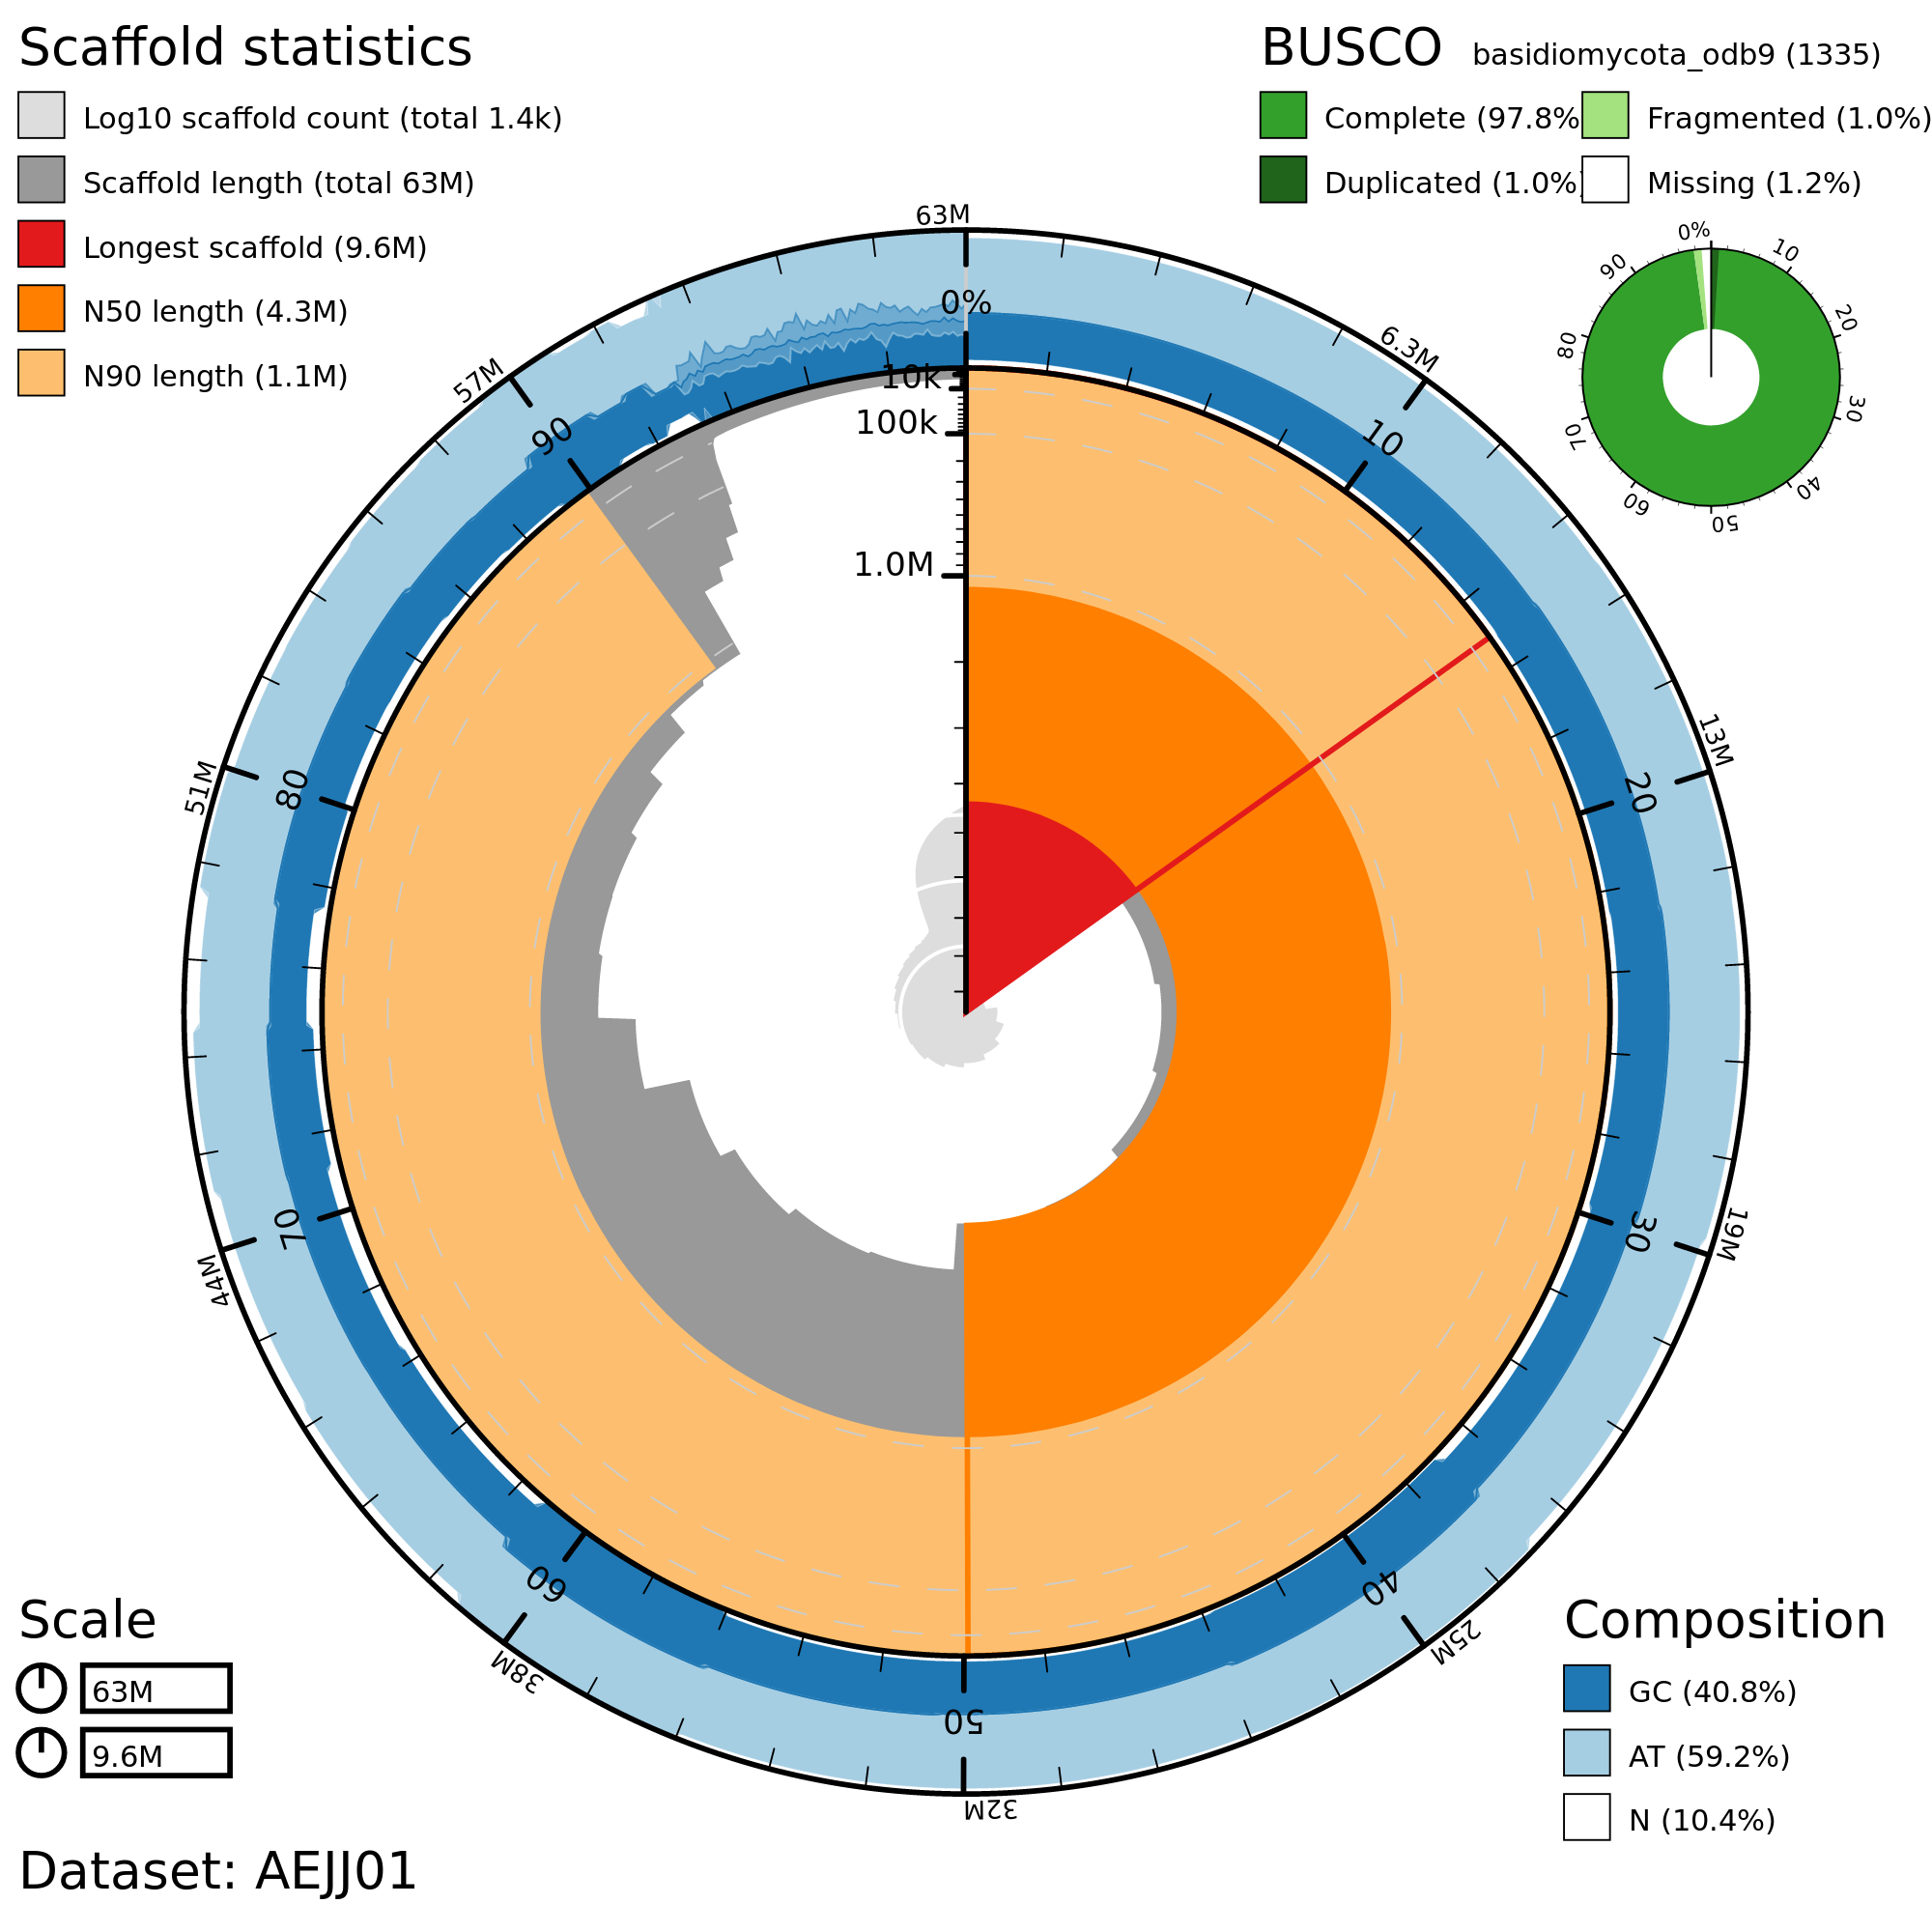 Scaffold statistics
Log10 scaffold count (total 1.4k)
Scaffold length (total 63M)
Longest scaffold (9.6M)
N50 length (4.3M)
N90 length (1.1M)
BUSCO basidiomycota_odb9 (1335)
Complete (97.8%
Fragmented (1.0%)
Duplicated (1.0%)
Missing (1.2%)
0%
10
20
30
40
50
60
70
80
90
63M
6.3M
13M
19M
25M
32M
38M
44M
51M
57M
0%
10
20
30
40
50
60
70
80
90
10k
100k
1.0M
Scale
63M
9.6M
Composition
GC (40.8%)
AT (59.2%)
N (10.4%)
Dataset: AEJJ01